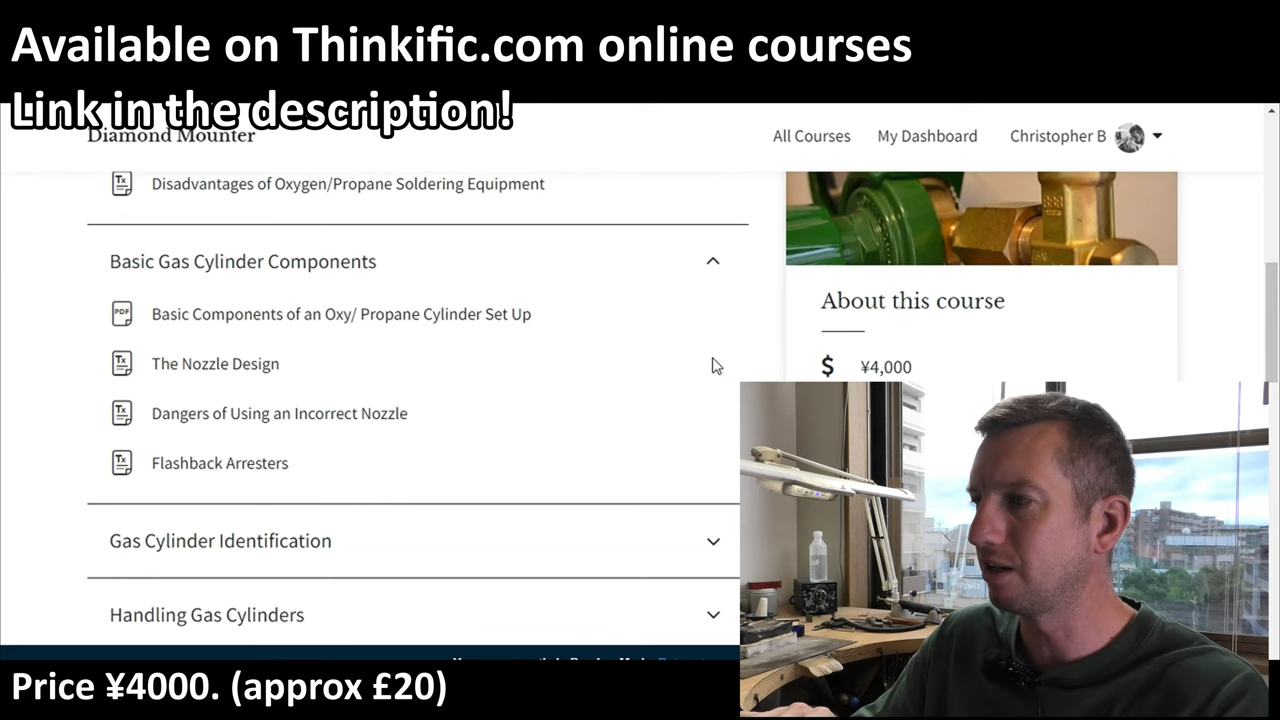 Available on Thinkific.com online courses
Link in the description!
Diamond Mounter
All Courses
My Dashboard
Christopher B
Disadvantages of Oxygen/Propane Soldering Equipment
Basic Gas Cylinder Components
PDF
Basic Components of an Oxy/ Propane Cylinder Set Up
Tx
The Nozzle Design
Tx
Dangers of Using an Incorrect Nozzle
Tx
Flashback Arresters
Gas Cylinder Identification
Handling Gas Cylinders
About this course
$ ¥4,000
Price ¥4000. (approx £20)